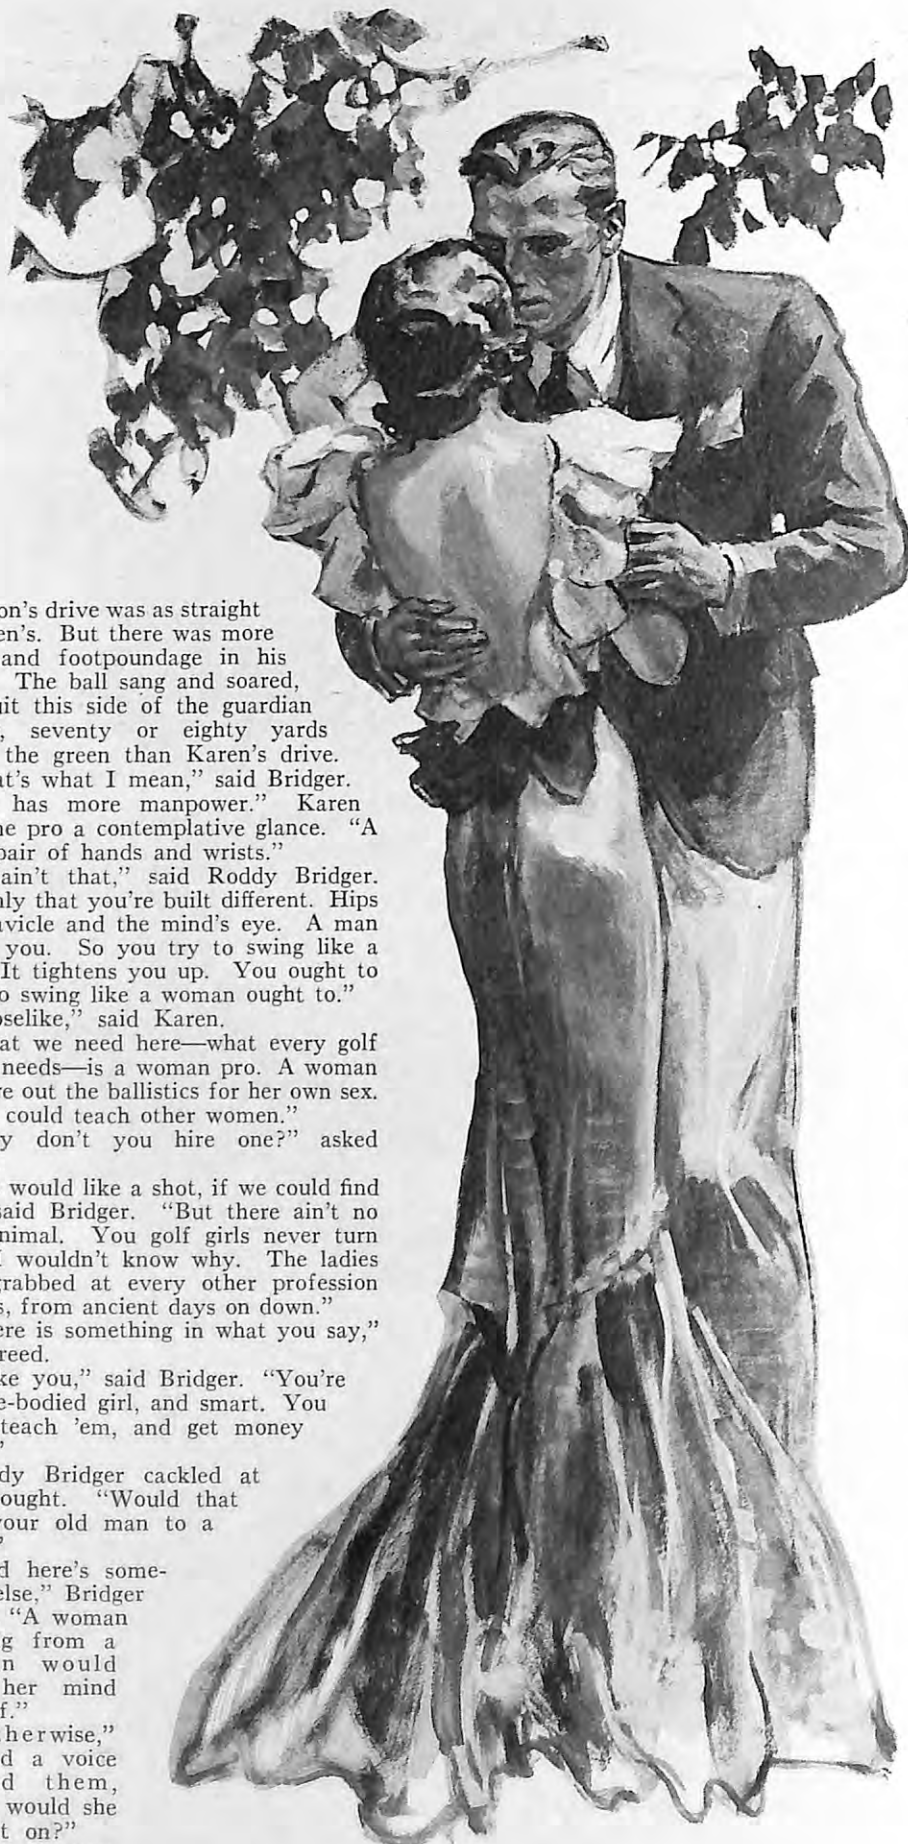 on's drive was as straight
en's. But there was more
and footpoundage in his
The ball sang and soared,
uit this side of the guardian
, seventy or eighty yards
the green than Karen's drive.
at's what I mean," said Bridger.
has more manpower." Karen
he pro a contemplative glance. "A
pair of hands and wrists."
ain't that," said Roddy Bridger.
nly that you're built different. Hips
avicle and the mind's eye. A man
you. So you try to swing like a
It tightens you up. You ought to
o swing like a woman ought to."
oselike," said Karen.
at we need here—what every golf
needs—is a woman pro. A woman
e out the ballistics for her own sex.
could teach other women."
y don't you hire one?" asked
would like a shot, if we could find
said Bridger. "But there ain't no
nimal. You golf girls never turn
I wouldn't know why. The ladies
grabbed at every other profession
s, from ancient days on down."
ere is something in what you say,"
reed.
ke you," said Bridger. "You're
e-bodied girl, and smart. You
teach 'em, and get money
"
dy Bridger cackled at
ought. "Would that
your old man to a
"
d here's some-
else," Bridger
"A woman
g from a
n would
her mind
f."
herwise,"
d a voice
d them,
would she
t on?"